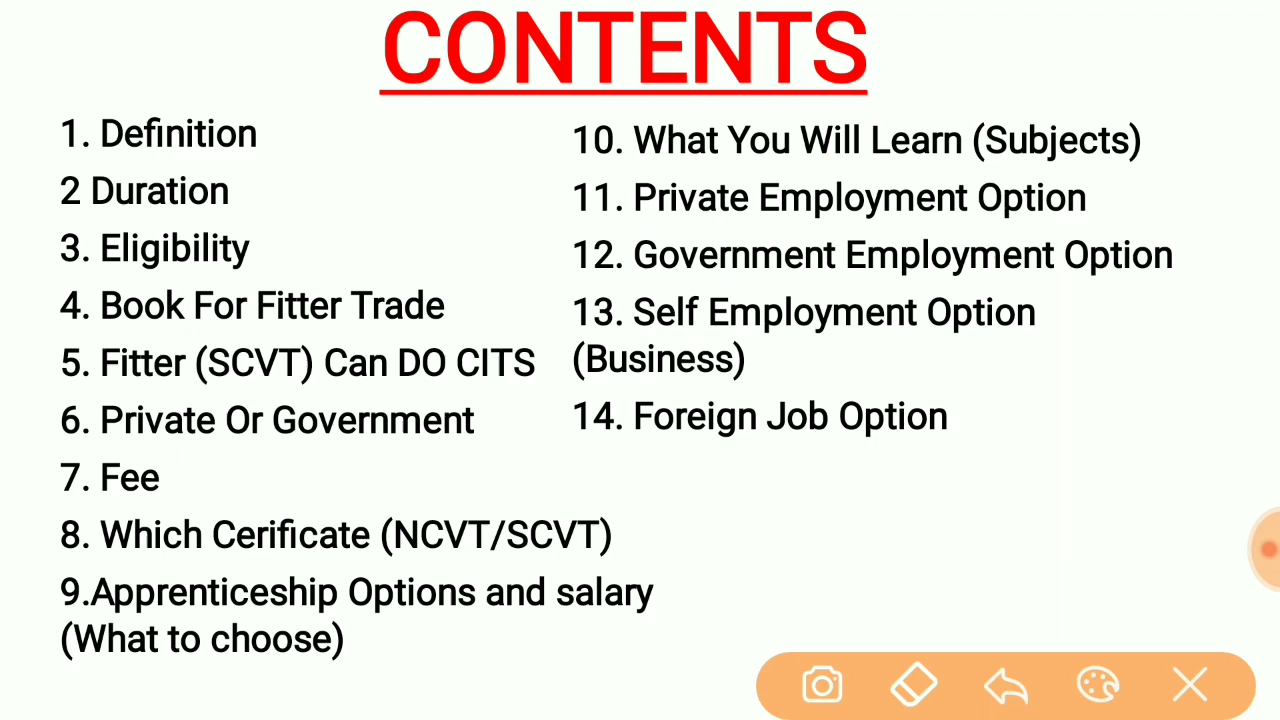 CONTENTS
1. Definition
2 Duration
3. Eligibility
4. Book For Fitter Trade
5. Fitter (SCVT) Can DO CITS
6. Private Or Government
7. Fee
8. Which Cerificate (NCVT/SCVT)
9.Apprenticeship Options and salary
(What to choose)
10. What You Will Learn (Subjects)
11. Private Employment Option
12. Government Employment Option
13. Self Employment Option
(Business)
14. Foreign Job Option